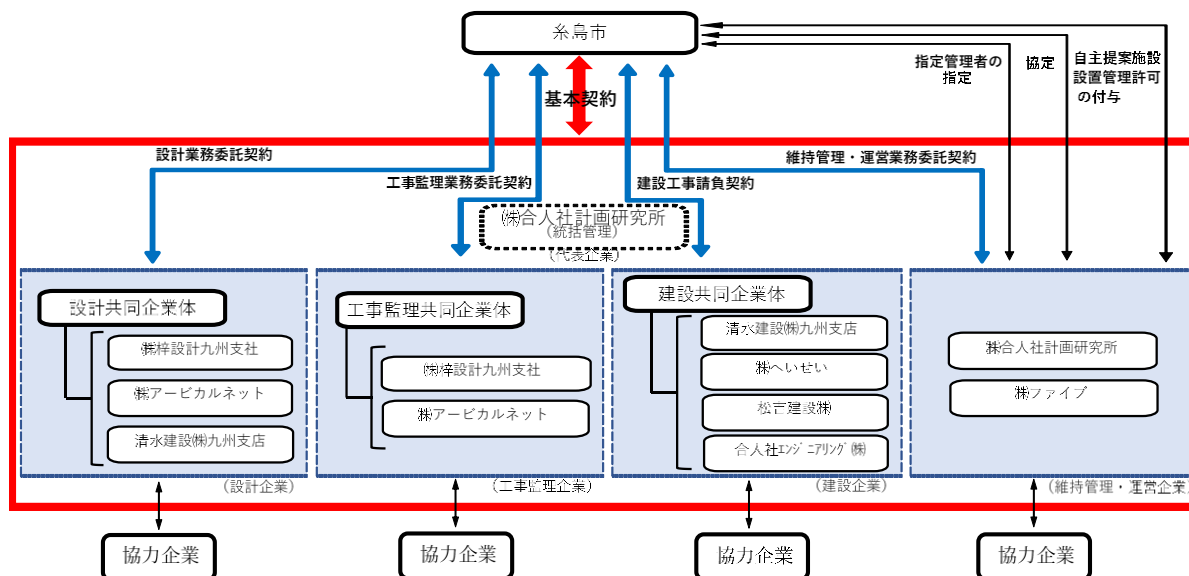 糸島市
指定管理者の
指定
協定
自主提案施設
設置管理許可
の付与
基本契約
設計業務委託契約
工事監理業務委託契約
建設工事請負契約
維持管理・運営業務委託契約
㈱合人社計画研究所
(統括管理)
(代表企業)
設計共同企業体
㈱梓設計九州支社
㈱アービカルネット
清水建設㈱九州支店
(設計企業)
工事監理共同企業体
㈱梓設計九州支社
㈱アービカルネット
(工事監理企業)
建設共同企業体
清水建設㈱九州支店
㈱へいせい
松吉建設㈱
合人社ｴﾝｼﾞﾆｱﾘﾝｸﾞ㈱
(建設企業)
㈱合人社計画研究所
㈱ファイブ
(維持管理・運営企業)
協力企業
協力企業
協力企業
協力企業